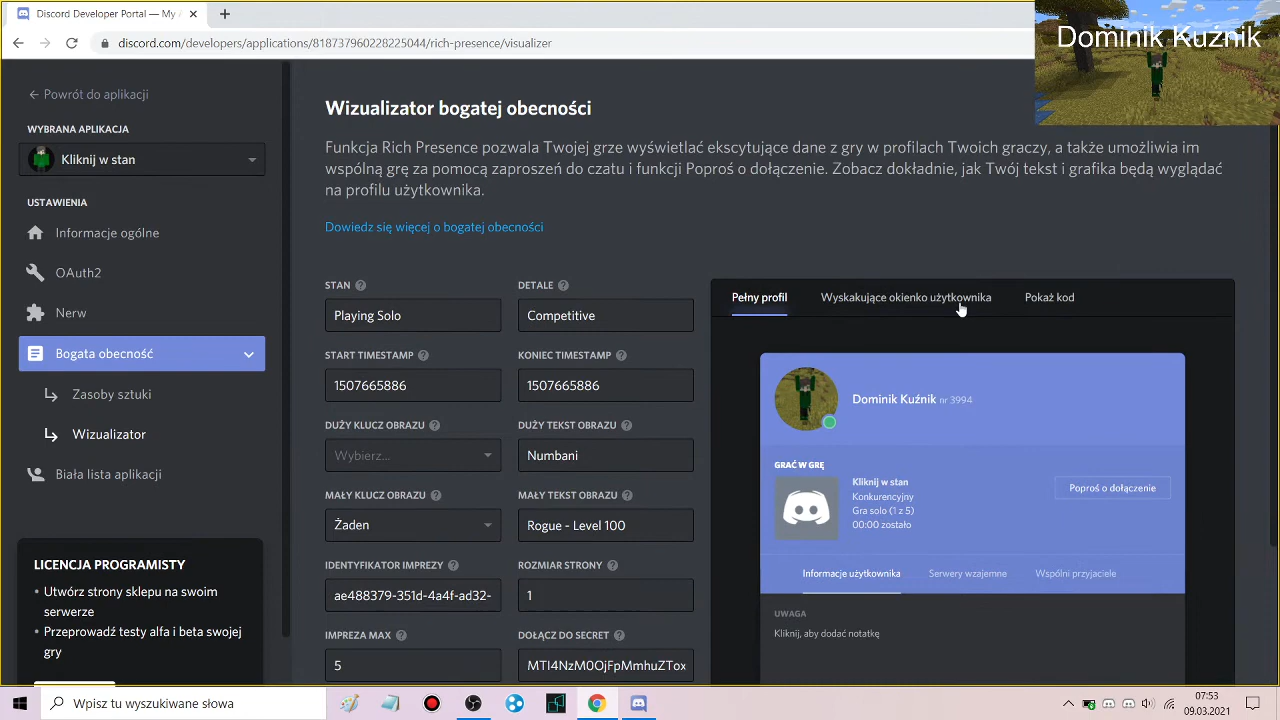 Discord Developer Portal — My A
discord.com/developers/applications/818737960228225044/rich-presence/visualizer
Dominik Kuźnik
Powrót do aplikacji
WYBRANA APLIKACJA
Kliknij w stan
USTAWIENIA
Informacje ogólne
OAuth2
Nerw
Bogata obecność
Zasoby sztuki
Wizualizator
Biała lista aplikacji
LICENCJA PROGRAMISTY
• Utwórz strony sklepu na swoim
serwerze
• Przeprowadź testy alfa i beta swojej
gry
Wizualizator bogatej obecności
Funkcja Rich Presence pozwala Twojej grze wyświetlać ekscytujące dane z gry w profilach Twoich graczy, a także umożliwia im
wspólną grę za pomocą zaproszeń do czatu i funkcji Poproś o dołączenie. Zobacz dokładnie, jak Twój tekst i grafika będą wyglądać
na profilu użytkownika.
Dowiedz się więcej o bogatej obecności
STAN ? DETALE ?
Playing Solo Competitive
START TIMESTAMP ? KONIEC TIMESTAMP ?
1507665886 1507665886
DUŻY KLUCZ OBRAZU ? DUŻY TEKST OBRAZU ?
Wybierz... Numbani
MAŁY KLUCZ OBRAZU ? MAŁY TEKST OBRAZU ?
Żaden Rogue - Level 100
IDENTYFIKATOR IMPREZY ? ROZMIAR STRONY ?
ae488379-351d-4a4f-ad32- 1
IMPREZA MAX ? DOŁĄCZ DO SECRET ?
5 MTI4NzM0OjFpMmhuZToxM
Pełny profil Wyskakujące okienko użytkownika Pokaż kod
Dominik Kuźnik nr 3994
GRAĆ W GRĘ
Kliknij w stan
Konkurencyjny
Gra solo (1 z 5)
00:00 zostało
Poproś o dołączenie
Informacje użytkownika Serwery wzajemne Wspólni przyjaciele
UWAGA
Kliknij, aby dodać notatkę
Wpisz tu wyszukiwane słowa
07:53
09.03.2021